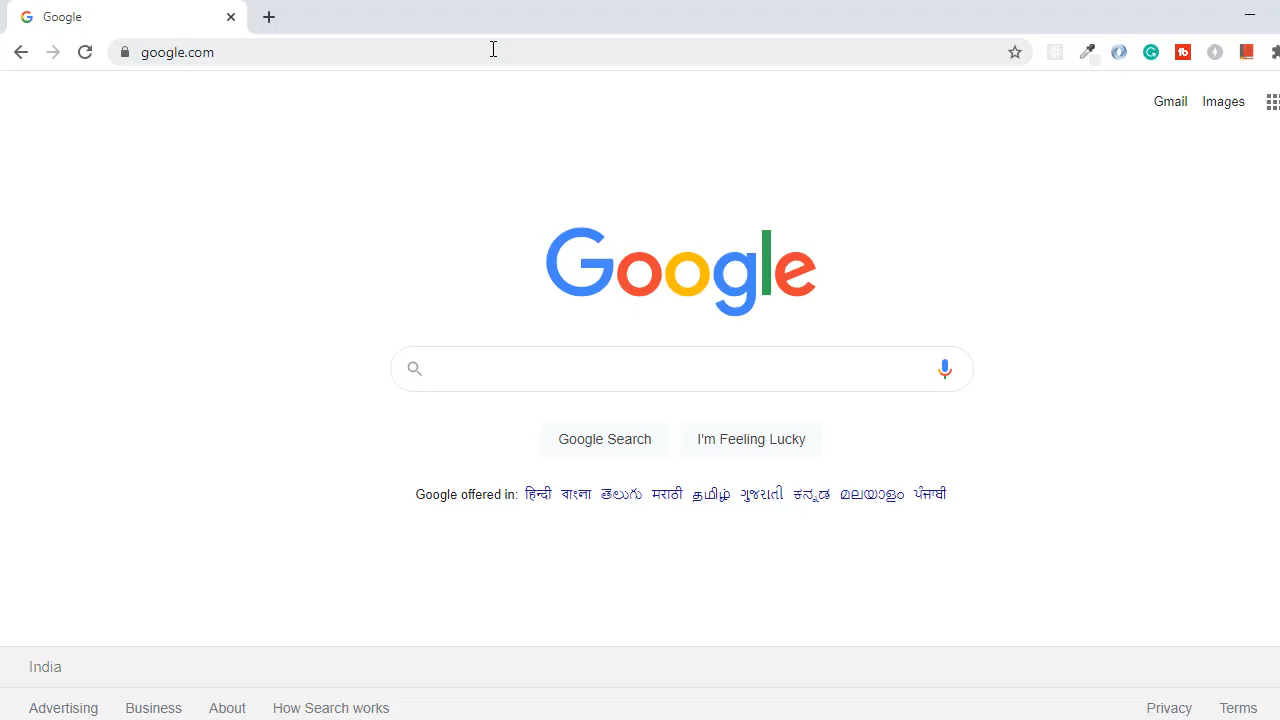 Google
google.com
Gmail Images
Google
Google Search I'm Feeling Lucky
Google offered in: हिन्दी বাংলা తెలుగు मराठी தமிழ் ગુજરાતી ಕನ್ನಡ മലയാളം ਪੰਜਾਬੀ
India
Advertising Business About How Search works Privacy Terms